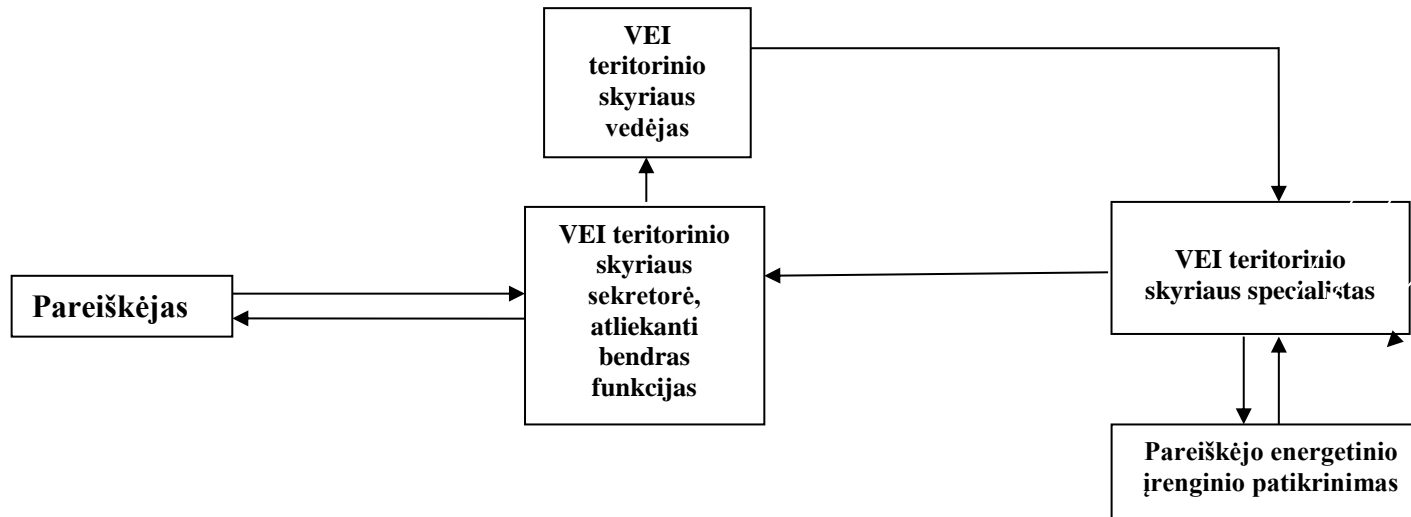 VEI
teritorinio
skyriaus
vedėjas
Pareiškėjas
VEI teritorinio
skyriaus
sekretorė,
atliekanti
bendras
funkcijas
VEI teritorinio
skyriaus specialistas
Pareiškėjo energetinio
įrenginio patikrinimas